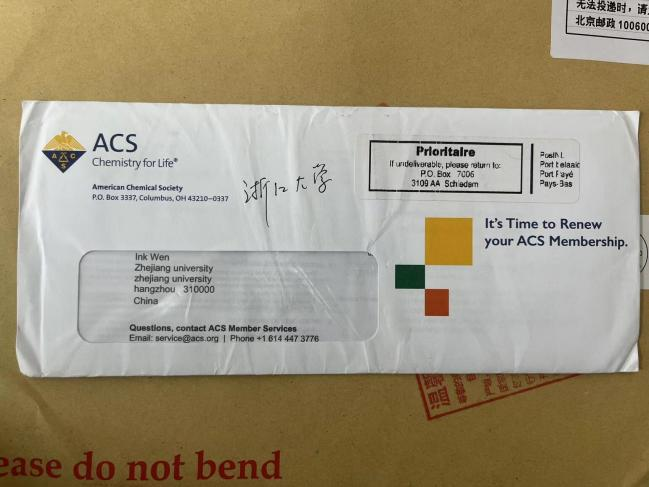 无法投递时，请
北京邮政 10060
ACS
Chemistry for Life®
A C S
American Chemical Society
P.O. Box 3337, Columbus, OH 43210-0337
浙江大学
Prioritaire
If undeliverable, please return to:
P.O. Box 7006
3109 AA Schiedam
PostNL
Port betaald
Port Payé
Pays-Bas
It's Time to Renew
your ACS Membership.
Ink Wen
Zhejiang university
zhejiang university
hangzhou 310000
China
Questions, contact ACS Member Services
Email: service@acs.org | Phone +1 614 447 3776
温
ease do not bend